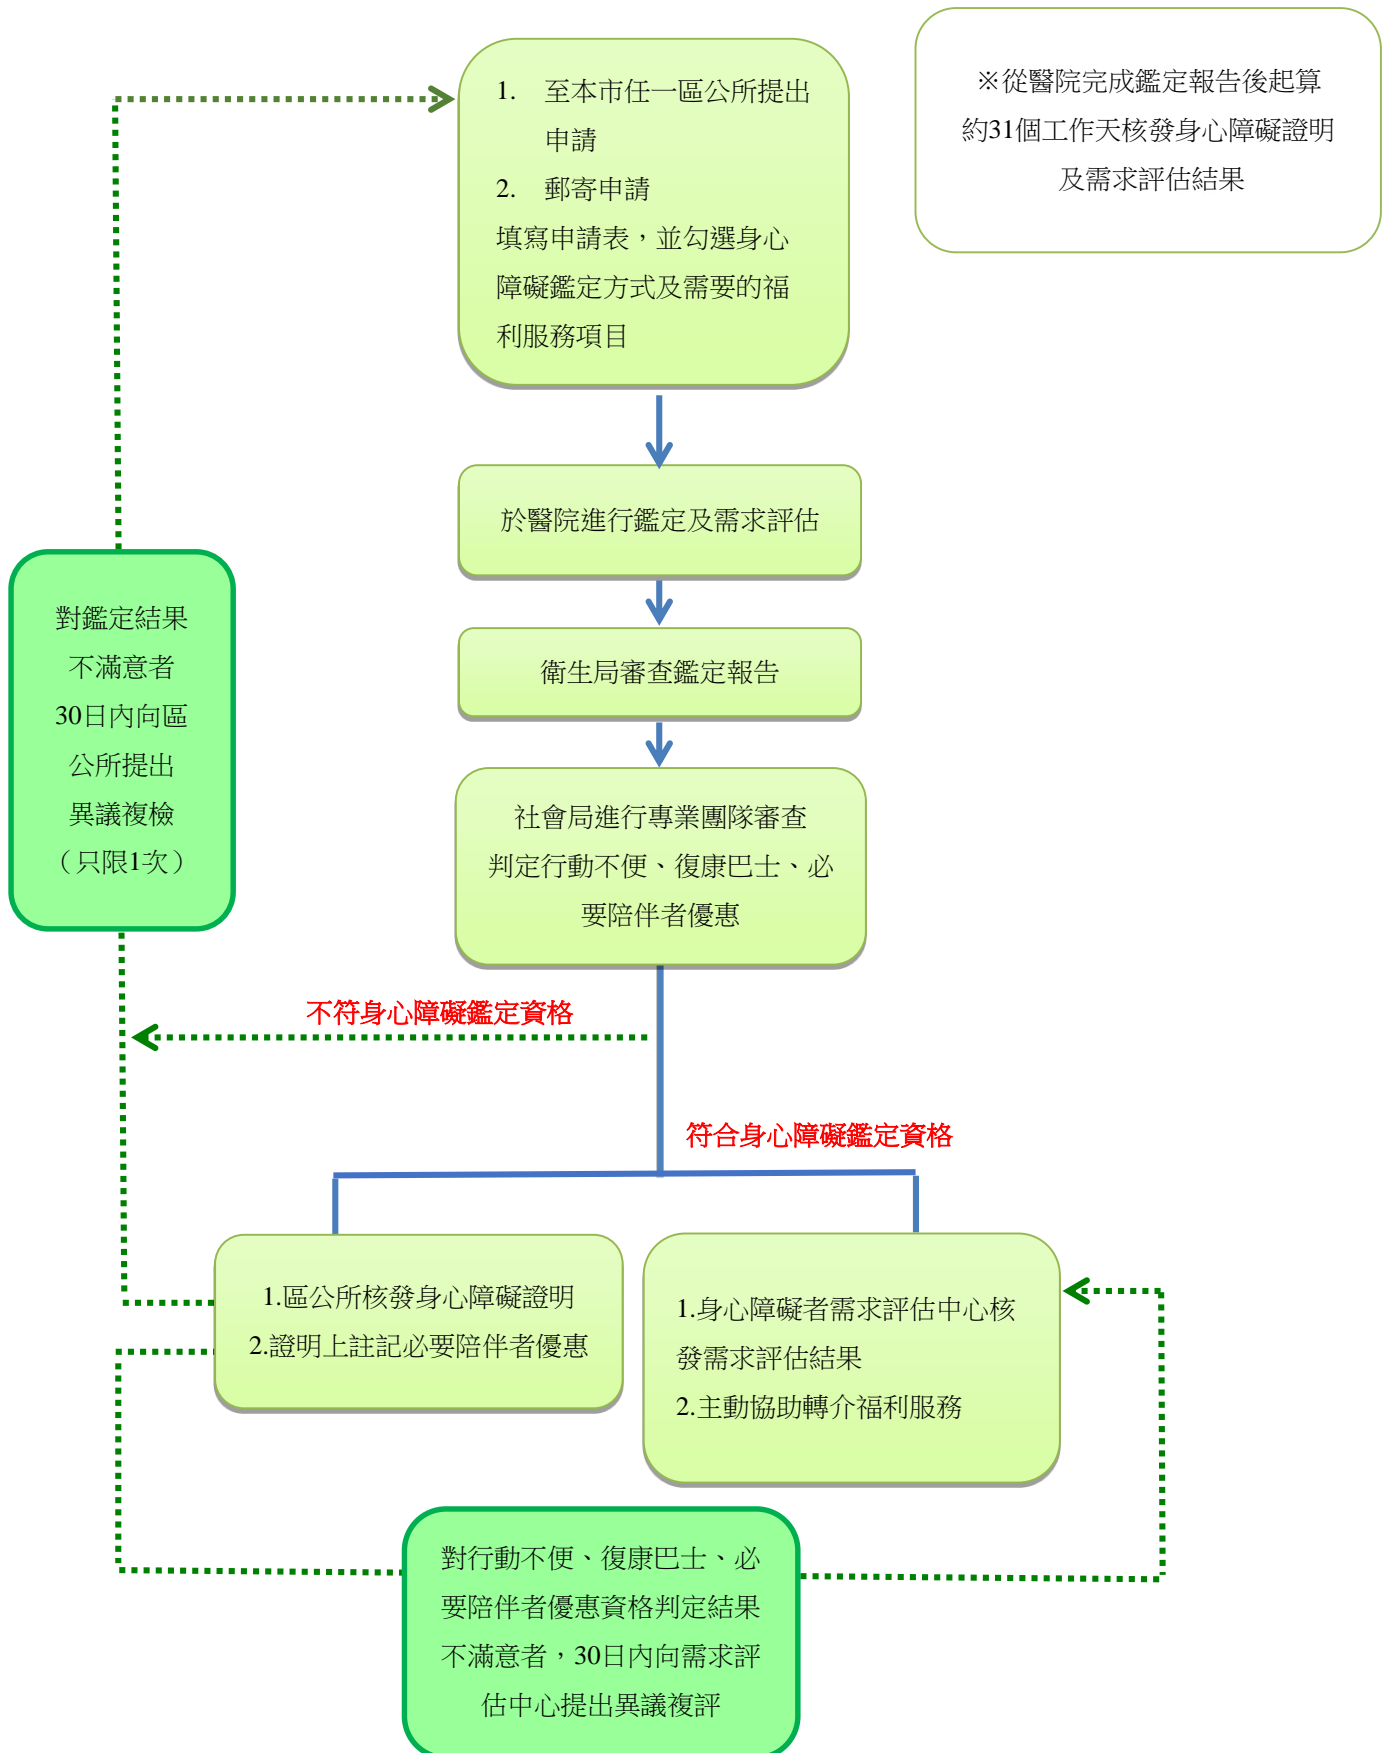 1. 至本市任一區公所提出
申請
2. 郵寄申請
填寫申請表，並勾選身心
障礙鑑定方式及需要的福
利服務項目
※從醫院完成鑑定報告後起算
約31個工作天核發身心障礙證明
及需求評估結果
於醫院進行鑑定及需求評估
衛生局審查鑑定報告
對鑑定結果
不滿意者
30日內向區
公所提出
異議複檢
（只限1次）
社會局進行專業團隊審查
判定行動不便、復康巴士、必
要陪伴者優惠
不符身心障礙鑑定資格
符合身心障礙鑑定資格
1.區公所核發身心障礙證明
2.證明上註記必要陪伴者優惠
1.身心障礙者需求評估中心核
發需求評估結果
2.主動協助轉介福利服務
對行動不便、復康巴士、必
要陪伴者優惠資格判定結果
不滿意者，30日內向需求評
估中心提出異議複評